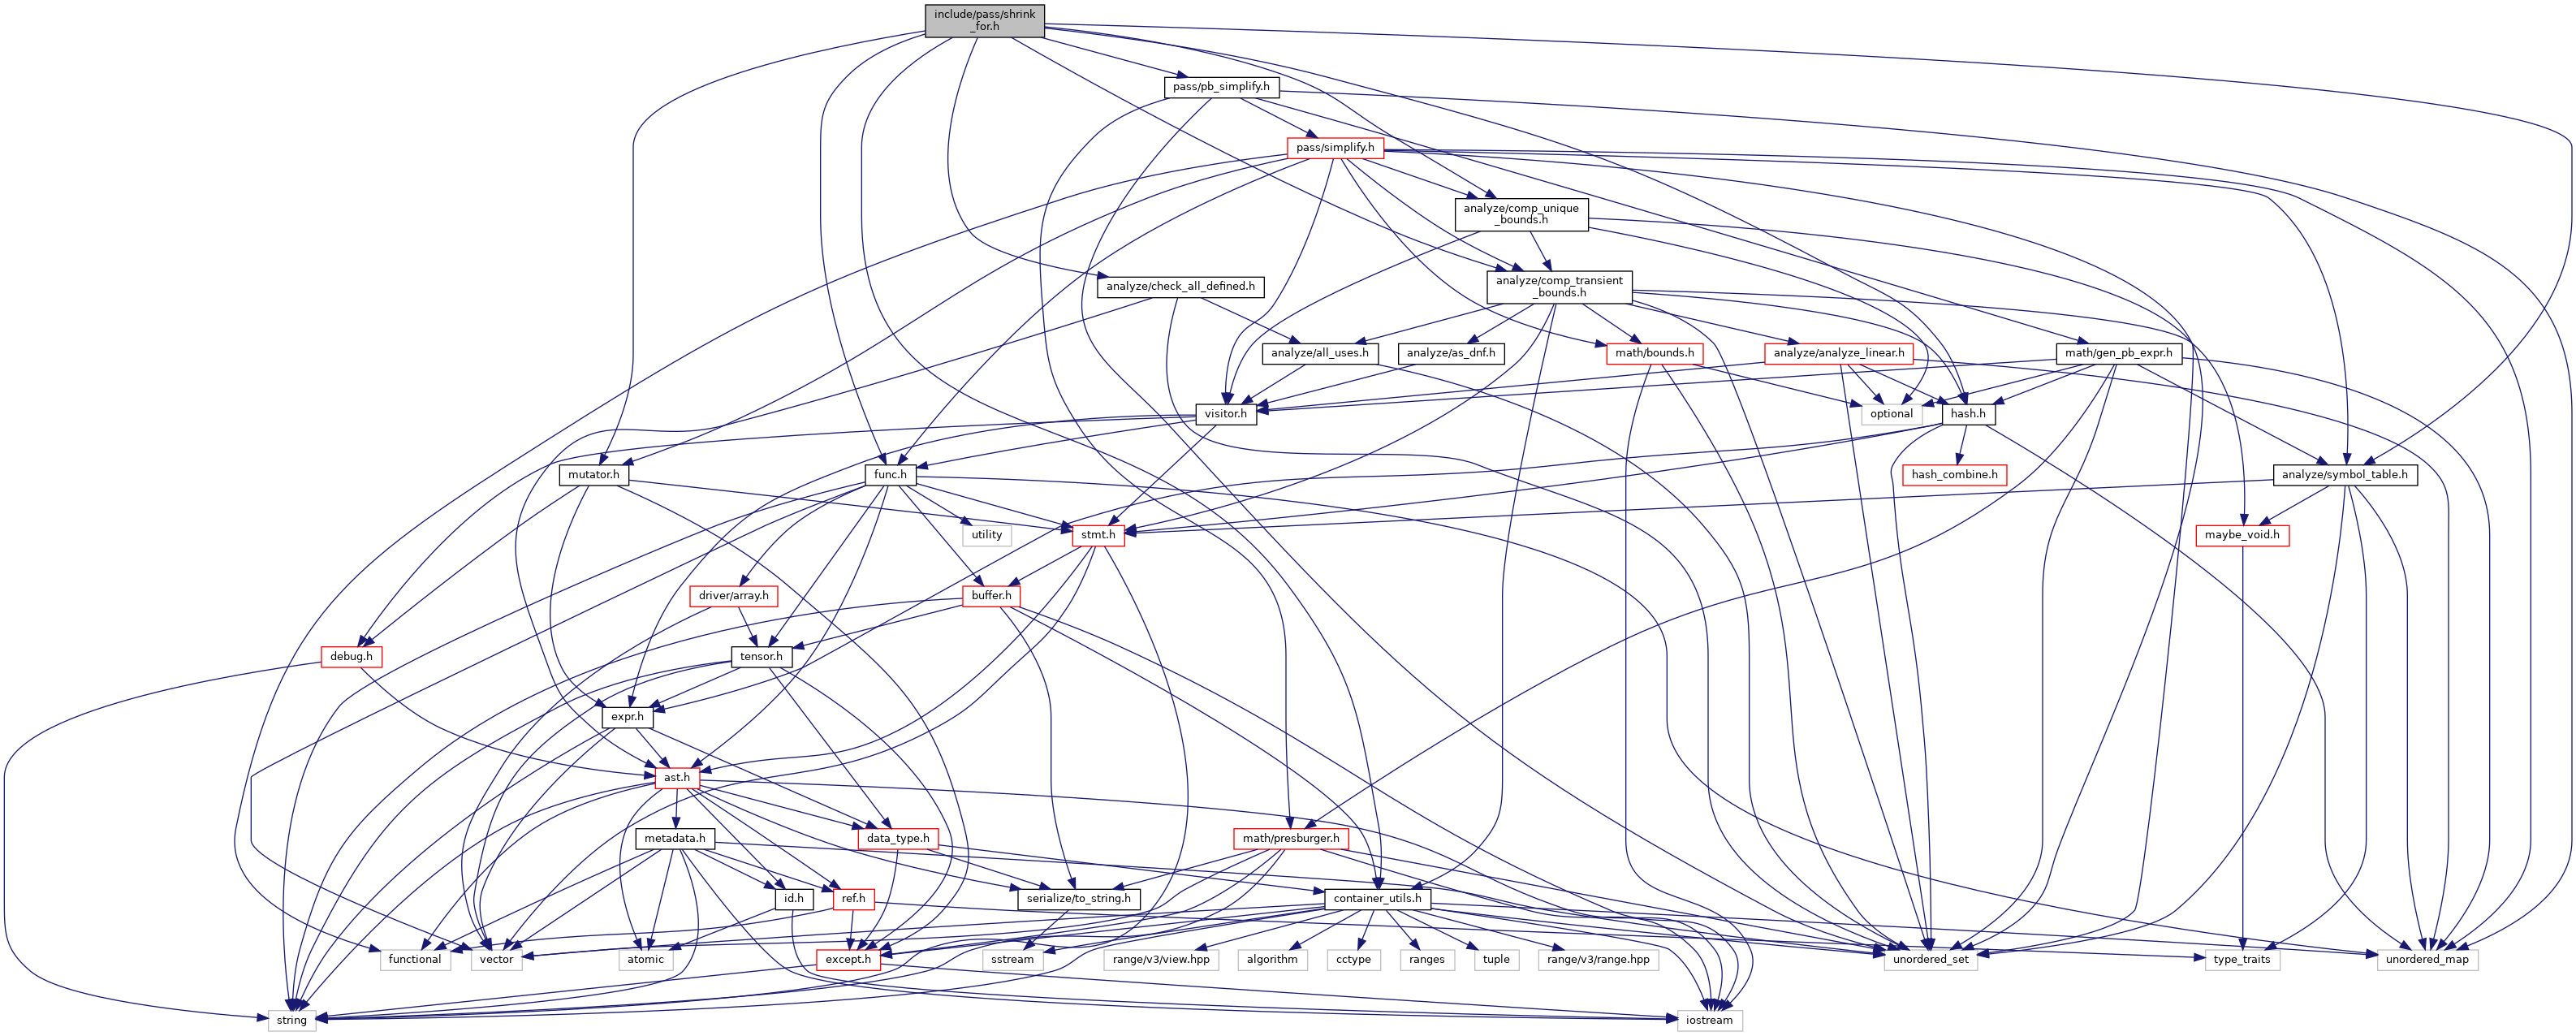 include/pass/shrink
_for.h
pass/pb_simplify.h
pass/simplify.h
analyze/comp_unique
_bounds.h
analyze/check_all_defined.h
analyze/comp_transient
_bounds.h
analyze/all_uses.h
analyze/as_dnf.h
math/bounds.h
analyze/analyze_linear.h
math/gen_pb_expr.h
visitor.h
optional
hash.h
mutator.h
func.h
hash_combine.h
analyze/symbol_table.h
utility
stmt.h
maybe_void.h
driver/array.h
buffer.h
debug.h
tensor.h
expr.h
ast.h
metadata.h
data_type.h
math/presburger.h
id.h
ref.h
serialize/to_string.h
container_utils.h
functional
vector
atomic
except.h
sstream
range/v3/view.hpp
algorithm
cctype
ranges
tuple
range/v3/range.hpp
unordered_set
type_traits
unordered_map
string
iostream